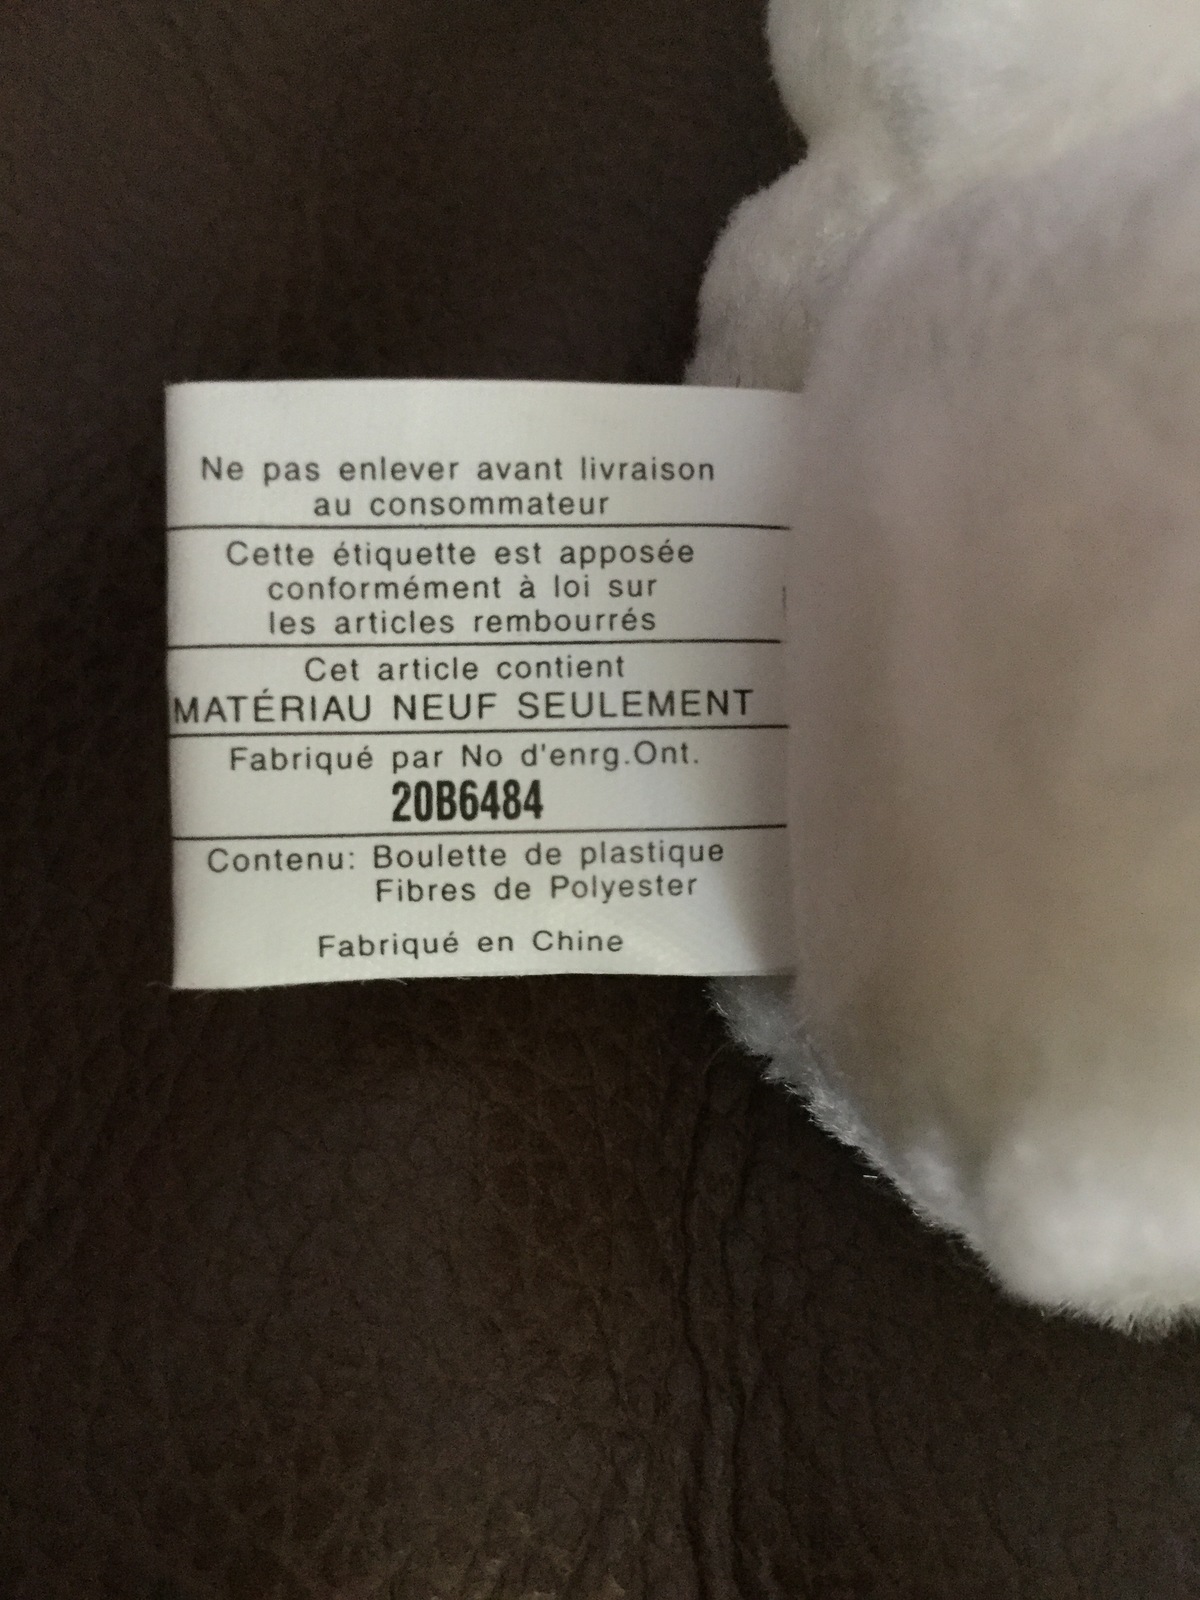 Ne pas enlever avant livraison
au consommateur
Cette étiquette est apposée
conformément à loi sur
les articles rembourrés
Cet article contient
MATÉRIAU NEUF SEULEMENT
Fabriqué par No d'enrg.Ont.
20B6484
Contenu: Boulette de plastique
Fibres de Polyester
Fabriqué en Chine